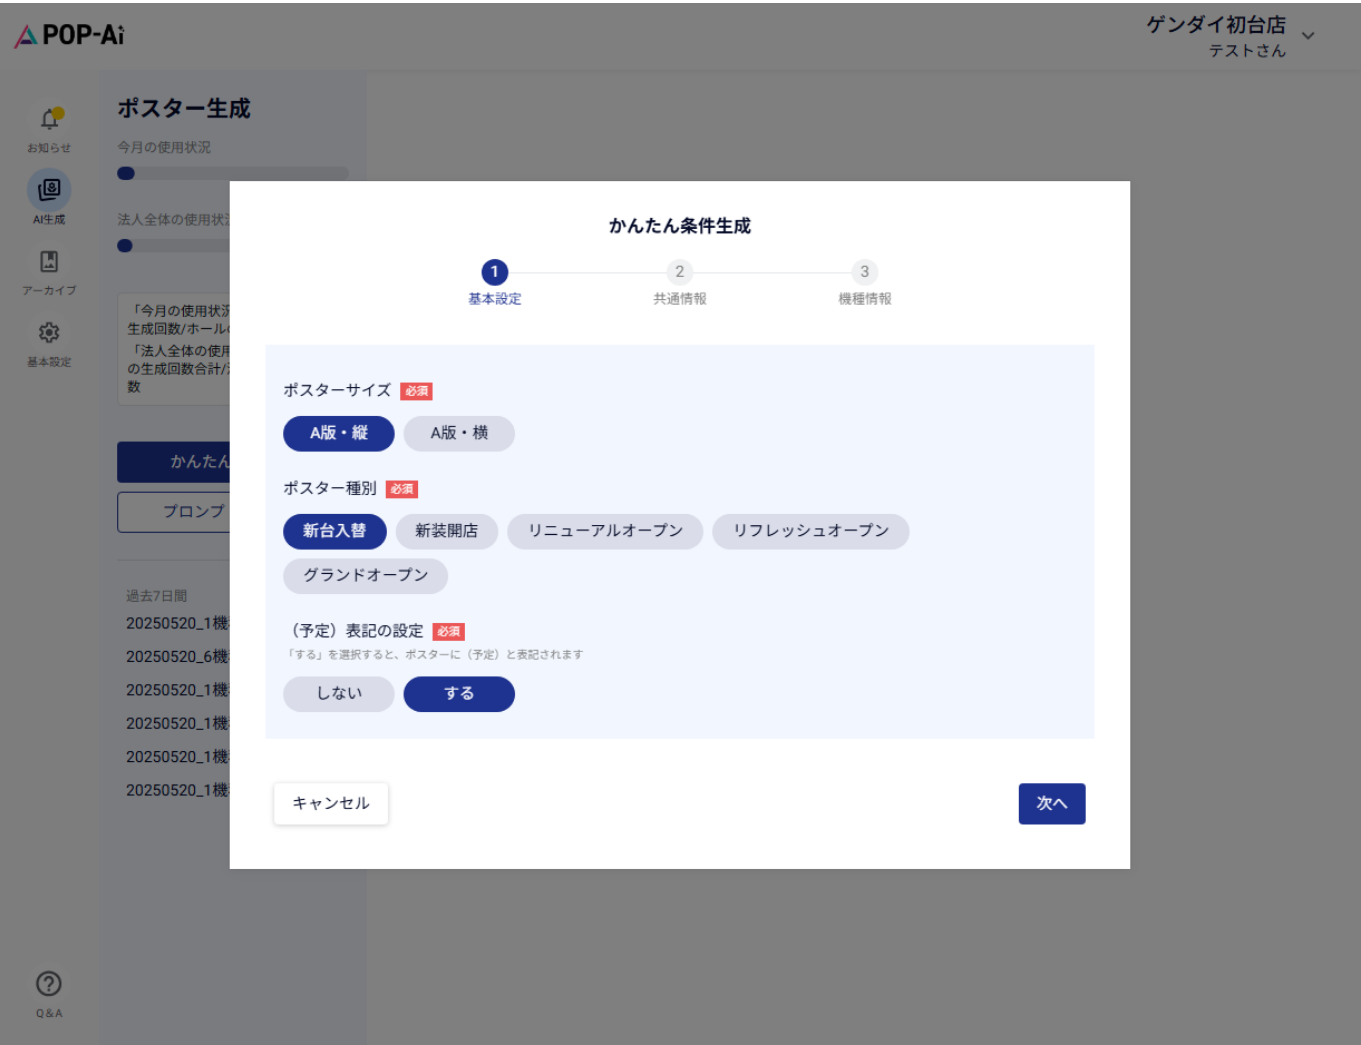 POP-Ai
ゲンダイ初台店
テストさん
お知らせ
AI生成
アーカイブ
基本設定
Q&A
ポスター生成
今月の使用状況
法人全体の使用状
「今月の使用状況
生成回数/ホール
「法人全体の使用
の生成回数合計/
数
かんたん
プロンプ
過去7日間
20250520_1機
20250520_6機
20250520_1機
20250520_1機
20250520_1機
20250520_1機
かんたん条件生成
1
2
3
基本設定
共通情報
機種情報
ポスターサイズ 必須
A版・縦 A版・横
ポスター種別 必須
新台入替 新装開店 リニューアルオープン リフレッシュオープン
グランドオープン
（予定）表記の設定 必須
「する」を選択すると、ポスターに（予定）と表記されます
しない する
キャンセル
次へ